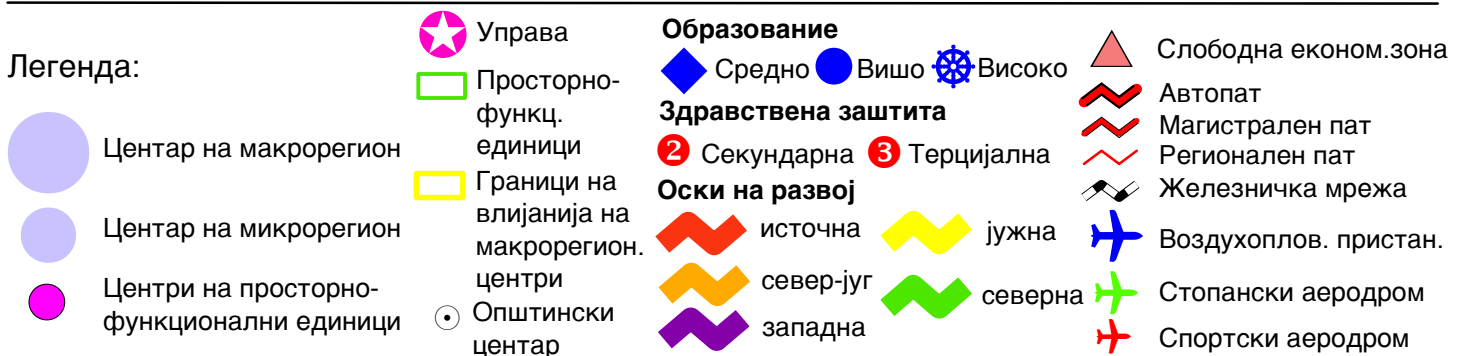 Легенда:
Центар на макрорегион
Центар на микрорегион
Центри на просторно-
функционални единици
Управа
Просторно-
функц.
единици
Граници на
влијанија на
макрорегион.
центри
Општински
центар
Образование
Средно Вишо Високо
Здравствена заштита
2 Секундарна 3 Терцијална
Оски на развој
источна јужна
север-југ северна
западна
Слободна економ.зона
Автопат
Магистрален пат
Регионален пат
Железничка мрежа
Воздухоплов. пристан.
Стопански аеродром
Спортски аеродром